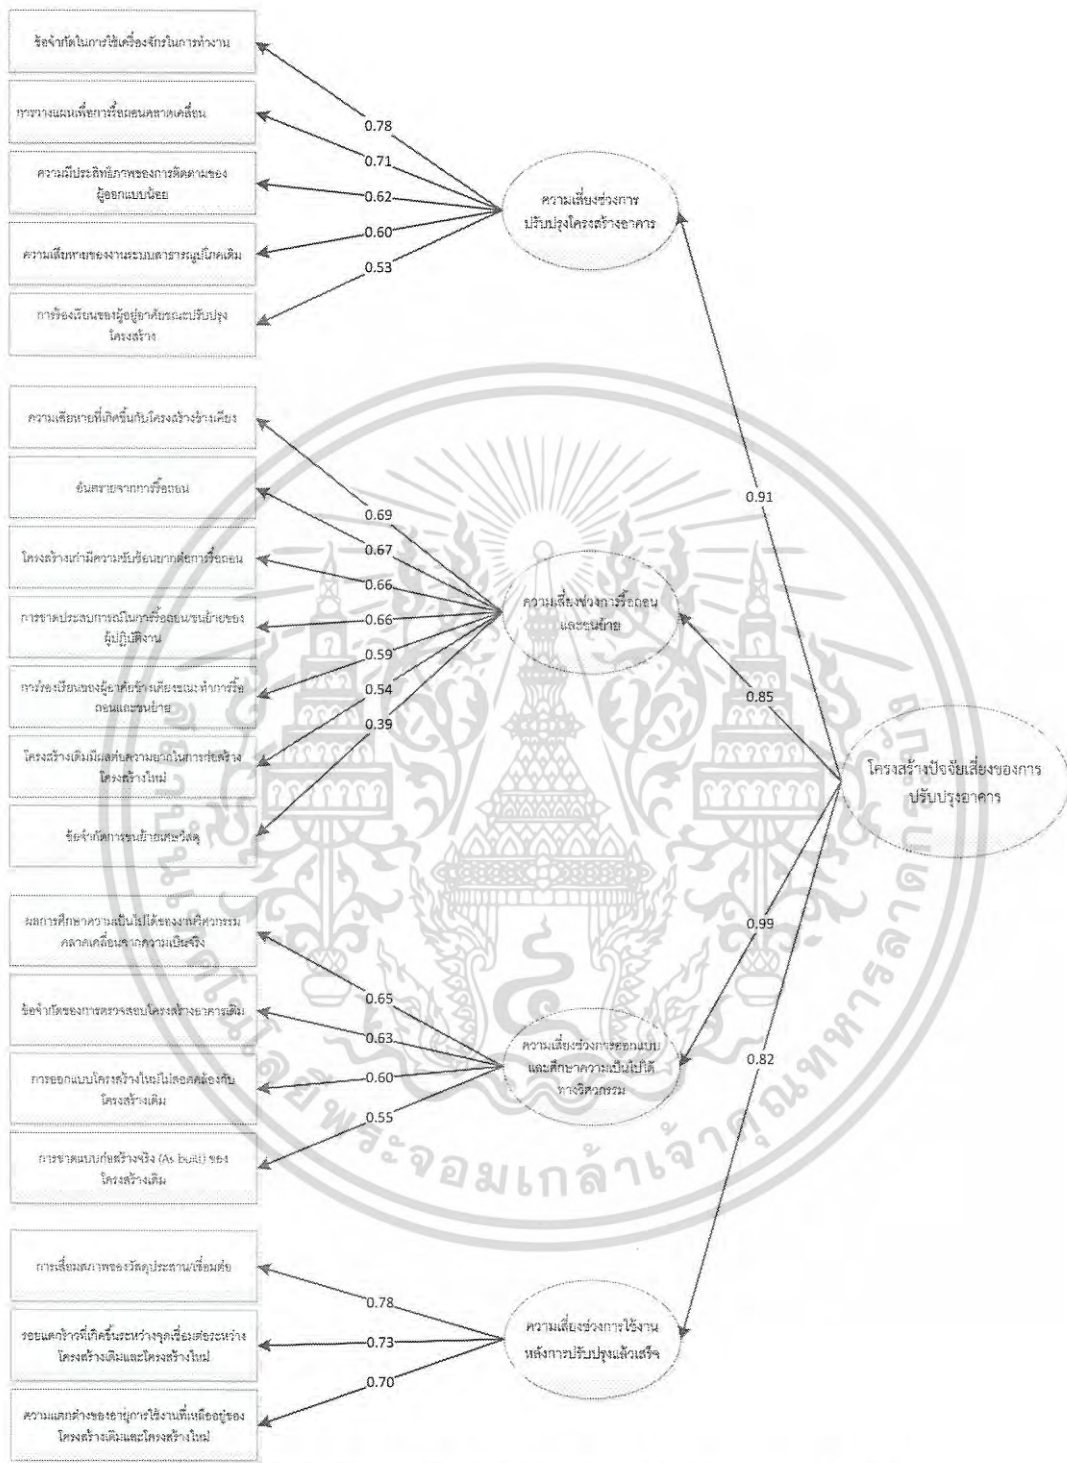 ข้อจำกัดในการใช้เครื่องจักรในการทำงาน
การวางแผนเพื่อการรื้อถอนคลาดเคลื่อน
ความมีประสิทธิภาพของการติดตามของ
ผู้ออกแบบน้อย
ความเสียหายของงานระบบสาธารณูปโภคเดิม
การร้องเรียนของผู้อยู่อาศัยขณะปรับปรุง
โครงสร้าง
0.78
0.71
0.62
0.60
0.53
ความเสี่ยงช่วงการ
ปรับปรุงโครงสร้างอาคาร
ความเสียหายที่เกิดขึ้นกับโครงสร้างข้างเคียง
อันตรายจากการรื้อถอน
โครงสร้างเก่ามีความซับซ้อนยากต่อการรื้อถอน
การขาดประสบการณ์ในการรื้อถอน/ขนย้ายของ
ผู้ปฏิบัติงาน
การร้องเรียนของผู้อาศัยข้างเคียงขณะทำการรื้อ
ถอนและขนย้าย
โครงสร้างเดิมมีผลต่อความยากในการก่อสร้าง
โครงสร้างใหม่
ข้อจำกัดการขนย้ายเศษวัสดุ
0.69
0.67
0.66
0.66
0.59
0.54
0.39
ความเสี่ยงช่วงการรื้อถอน
และขนย้าย
0.91
0.85
0.99
0.82
โครงสร้างปัจจัยเสี่ยงของการ
ปรับปรุงอาคาร
ผลการศึกษาความเป็นไปได้ของงานวิศวกรรม
คลาดเคลื่อนจากความเป็นจริง
ข้อจำกัดของการตรวจสอบโครงสร้างอาคารเดิม
การออกแบบโครงสร้างใหม่ไม่สอดคล้องกับ
โครงสร้างเดิม
การขาดแบบก่อสร้างจริง (As built) ของ
โครงสร้างเดิม
0.65
0.63
0.60
0.55
ความเสี่ยงช่วงการออกแบบ
และศึกษาความเป็นไปได้
ทางวิศวกรรม
การเสื่อมสภาพของวัสดุประสาน/เชื่อมต่อ
รอยแตกร้าวที่เกิดขึ้นระหว่างจุดเชื่อมต่อระหว่าง
โครงสร้างเดิมและโครงสร้างใหม่
ความแตกต่างของอายุการใช้งานที่เหลืออยู่ของ
โครงสร้างเดิมและโครงสร้างใหม่
0.78
0.73
0.70
ความเสี่ยงช่วงการใช้งาน
หลังการปรับปรุงแล้วเสร็จ
พระจอมเกล้าเจ้าคุณทหารลาดกระบัง